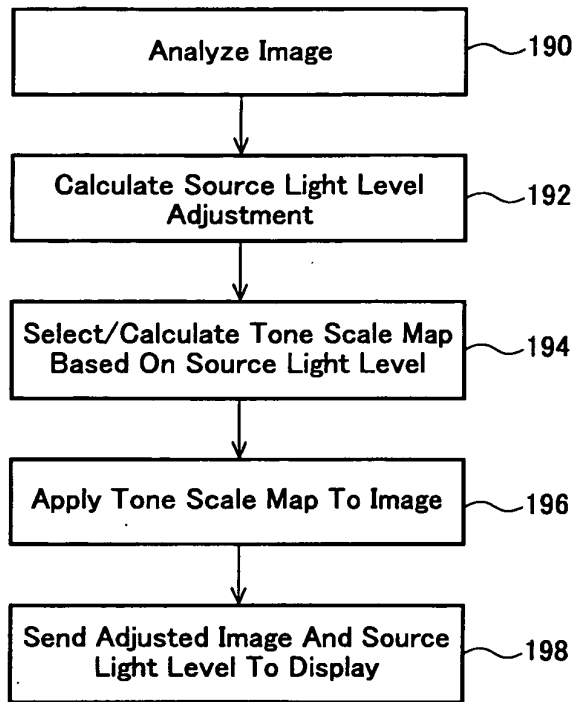 Analyze Image
190
Calculate Source Light Level
Adjustment
192
Select/Calculate Tone Scale Map
Based On Source Light Level
194
Apply Tone Scale Map To Image
196
Send Adjusted Image And Source
Light Level To Display
198